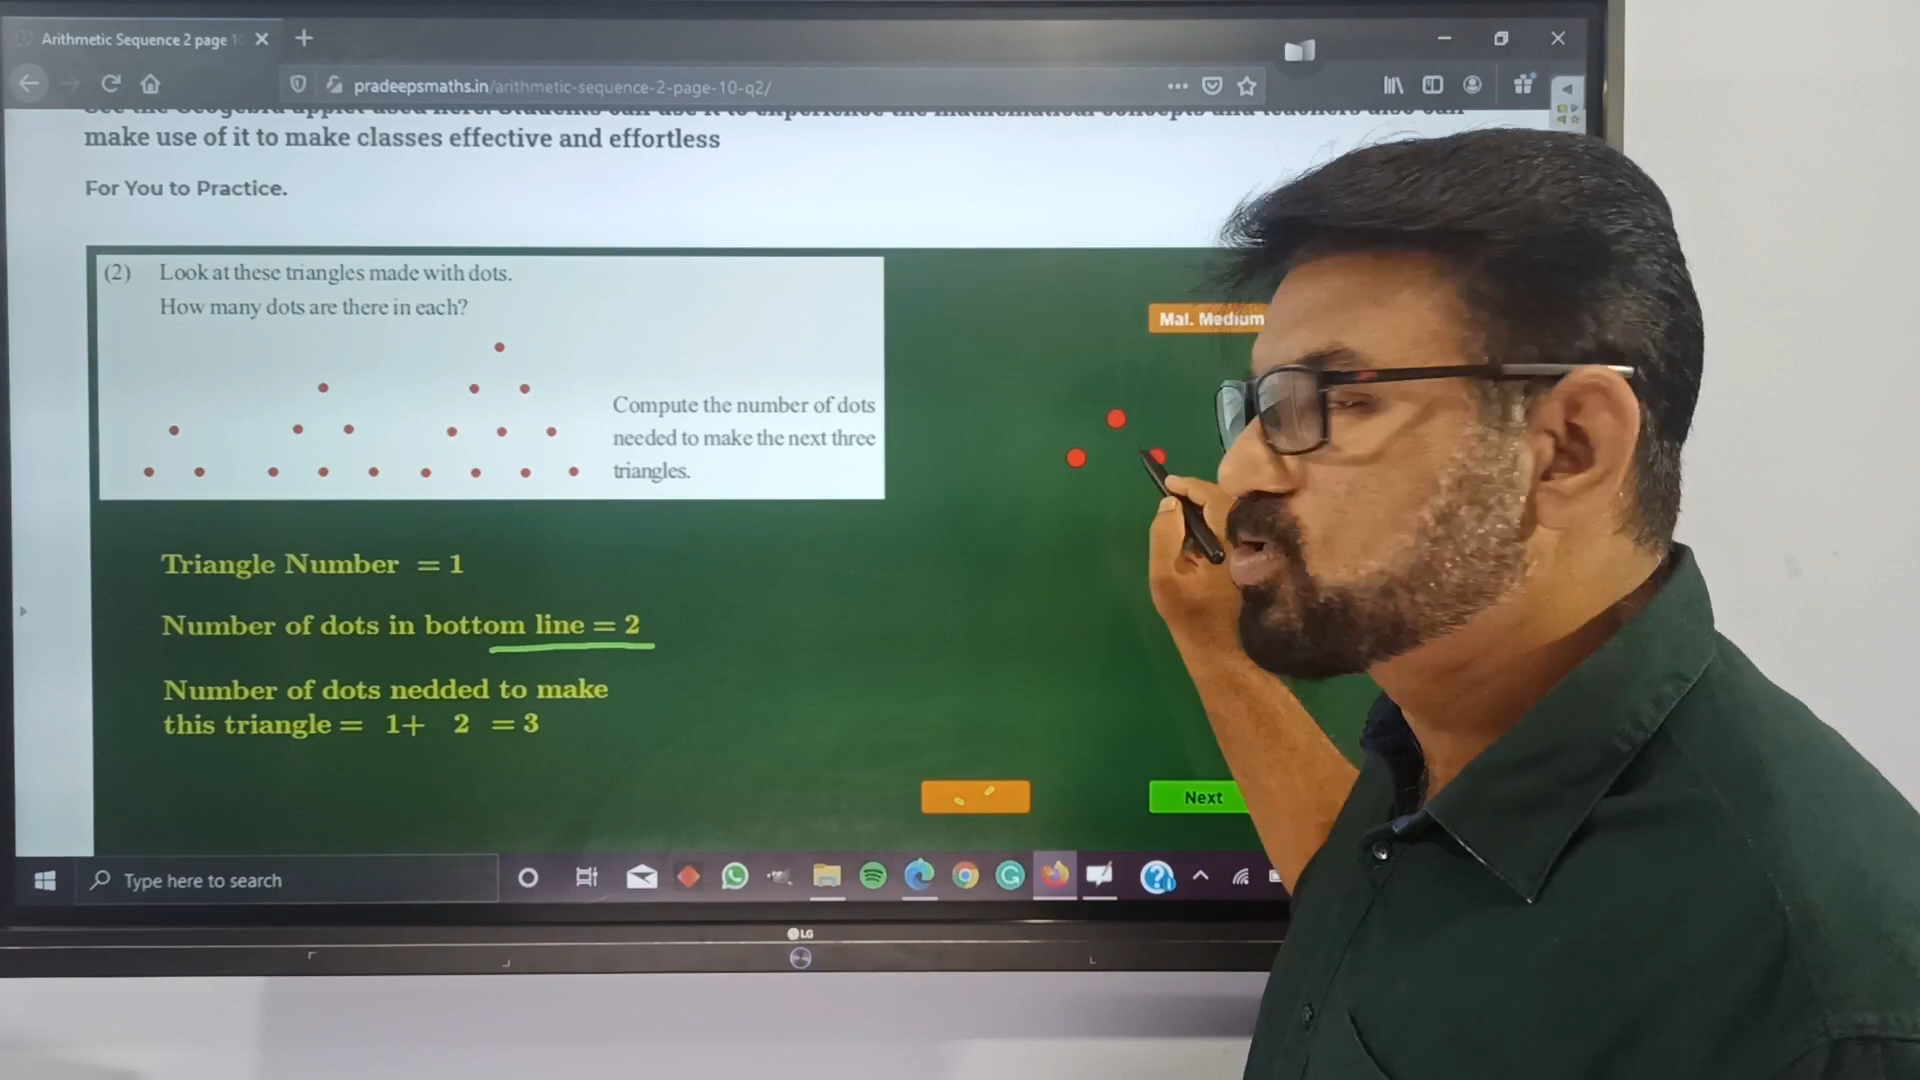 Arithmetic Sequence 2 page 10
pradeepsmaths.in/arithmetic-sequence-2-page-10-q2/
make use of it to make classes effective and effortless
For You to Practice.
(2) Look at these triangles made with dots.
How many dots are there in each?
Compute the number of dots
needed to make the next three
triangles.
Mal. Medium
Triangle Number = 1
Number of dots in bottom line = 2
Number of dots nedded to make
this triangle = 1+ 2 = 3
Next
Type here to search
LG